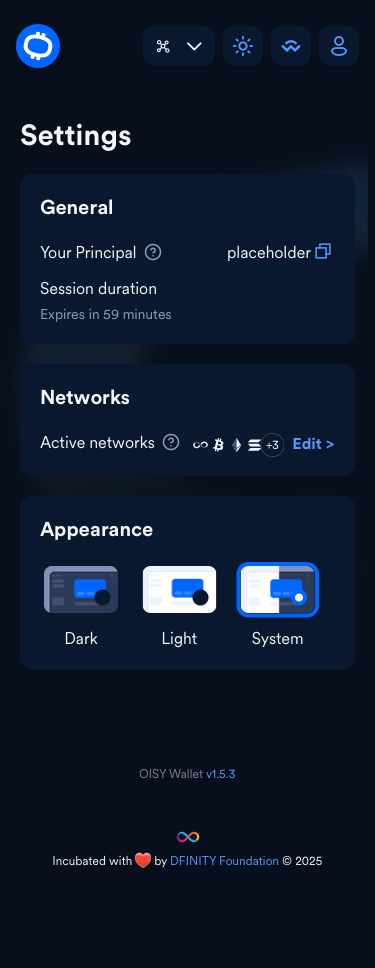 Settings
General
Your Principal placeholder
Session duration
Expires in 59 minutes
Networks
Active networks +3 Edit >
Appearance
Dark Light System
OISY Wallet v1.5.3
Incubated with ❤️ by DFINITY Foundation © 2025